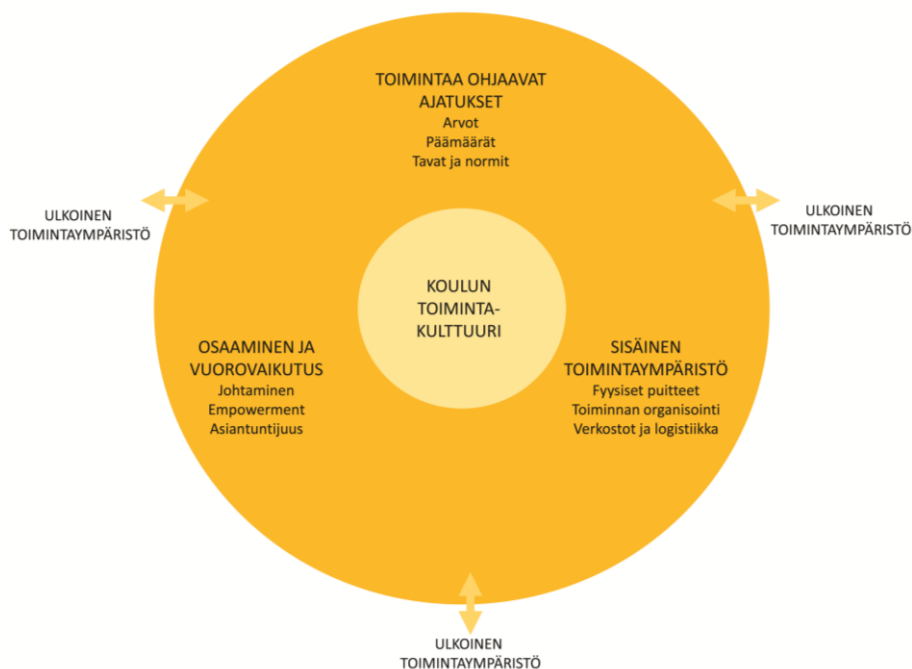 TOIMINTAA OHJAAVAT
AJATUKSET
Arvot
Päämäärät
Tavat ja normit
ULKOINEN
TOIMINTAYMPÄRISTÖ
ULKOINEN
TOIMINTAYMPÄRISTÖ
KOULUN
TOIMINTA-
KULTTUURI
OSAAMINEN JA
VUOROVAIKUTUS
Johtaminen
Empowerment
Asiantuntijuus
SISÄINEN
TOIMINTAYMPÄRISTÖ
Fyysiset puitteet
Toiminnan organisointi
Verkostot ja logistiikka
ULKOINEN
TOIMINTAYMPÄRISTÖ